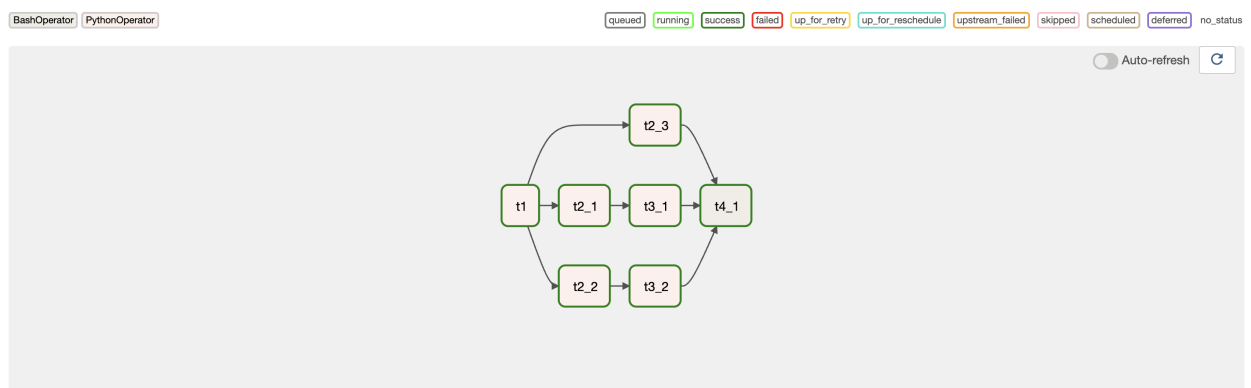 BashOperator PythonOperator queued running success failed up_for_retry up_for_reschedule upstream_failed skipped scheduled deferred no_status
Auto-refresh
t2_3
t1 t2_1 t3_1 t4_1
t2_2 t3_2